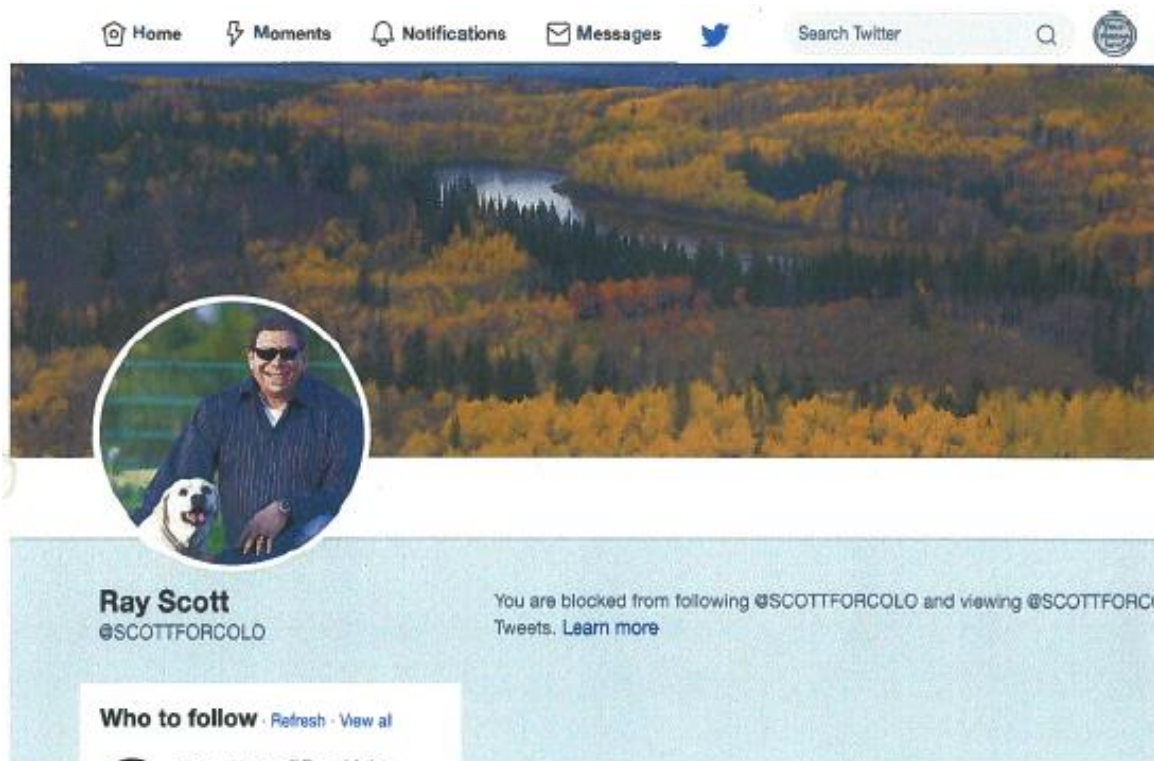 Home Moments Notifications Messages Search Twitter
Ray Scott
@SCOTTFORCOLO
You are blocked from following @SCOTTFORCOLO and viewing @SCOTTFORC
Tweets. Learn more
Who to follow · Refresh · View all